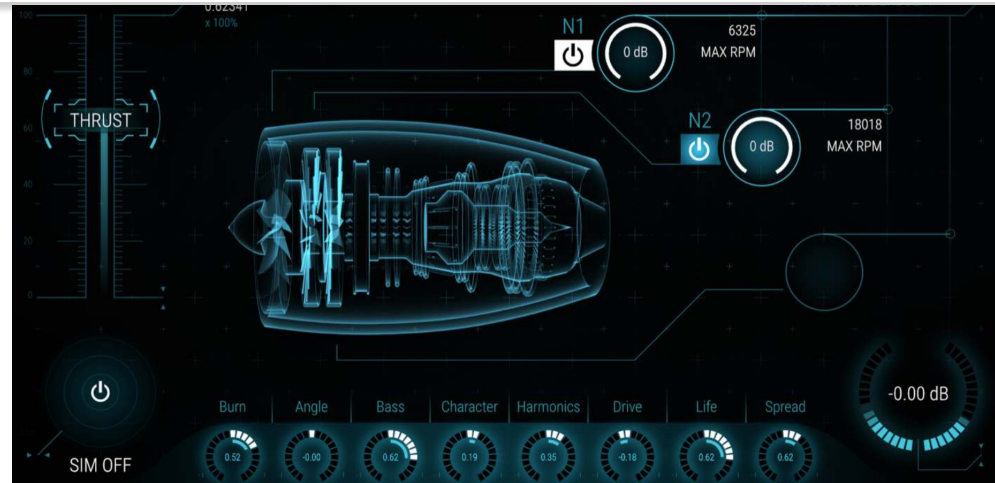 100
0.62341
x 100%
N1
0 dB
6325
MAX RPM
80
THRUST
60
N2
0 dB
18018
MAX RPM
40
20
0
-0.00 dB
SIM OFF
Burn
Angle
Bass
Character
Harmonics
Drive
Life
Spread
0.52
-0.00
0.62
0.19
0.35
-0.18
0.62
0.62